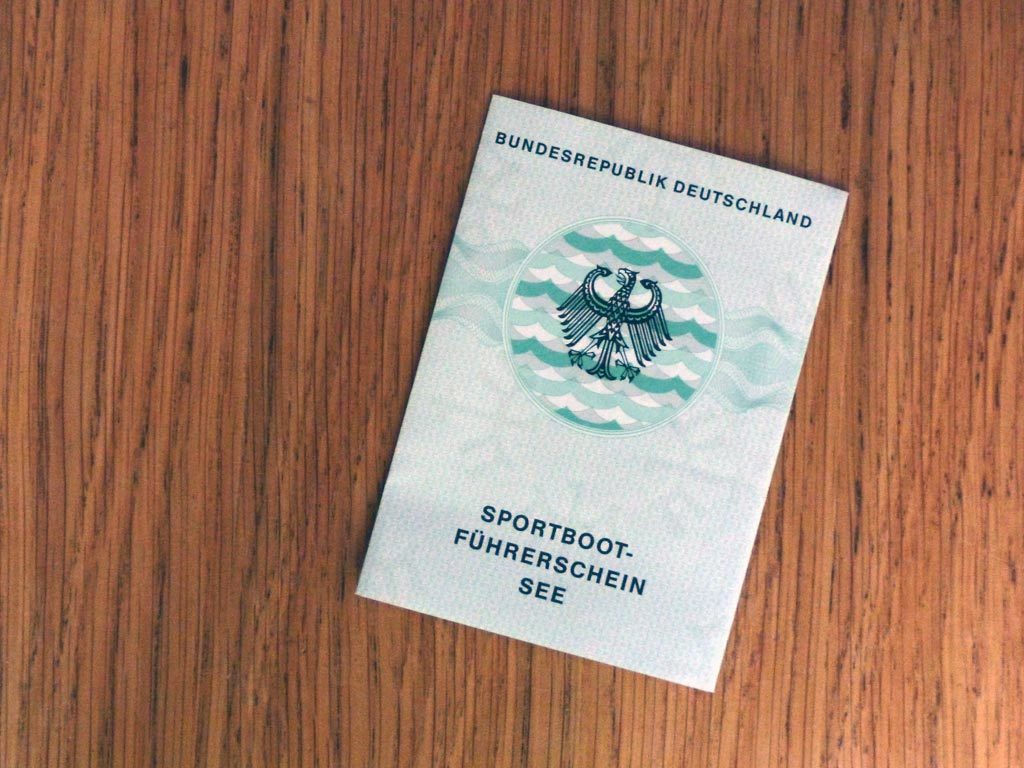 BUNDESREPUBLIK DEUTSCHLAND
SPORTBOOT-
FÜHRERSCHEIN
SEE